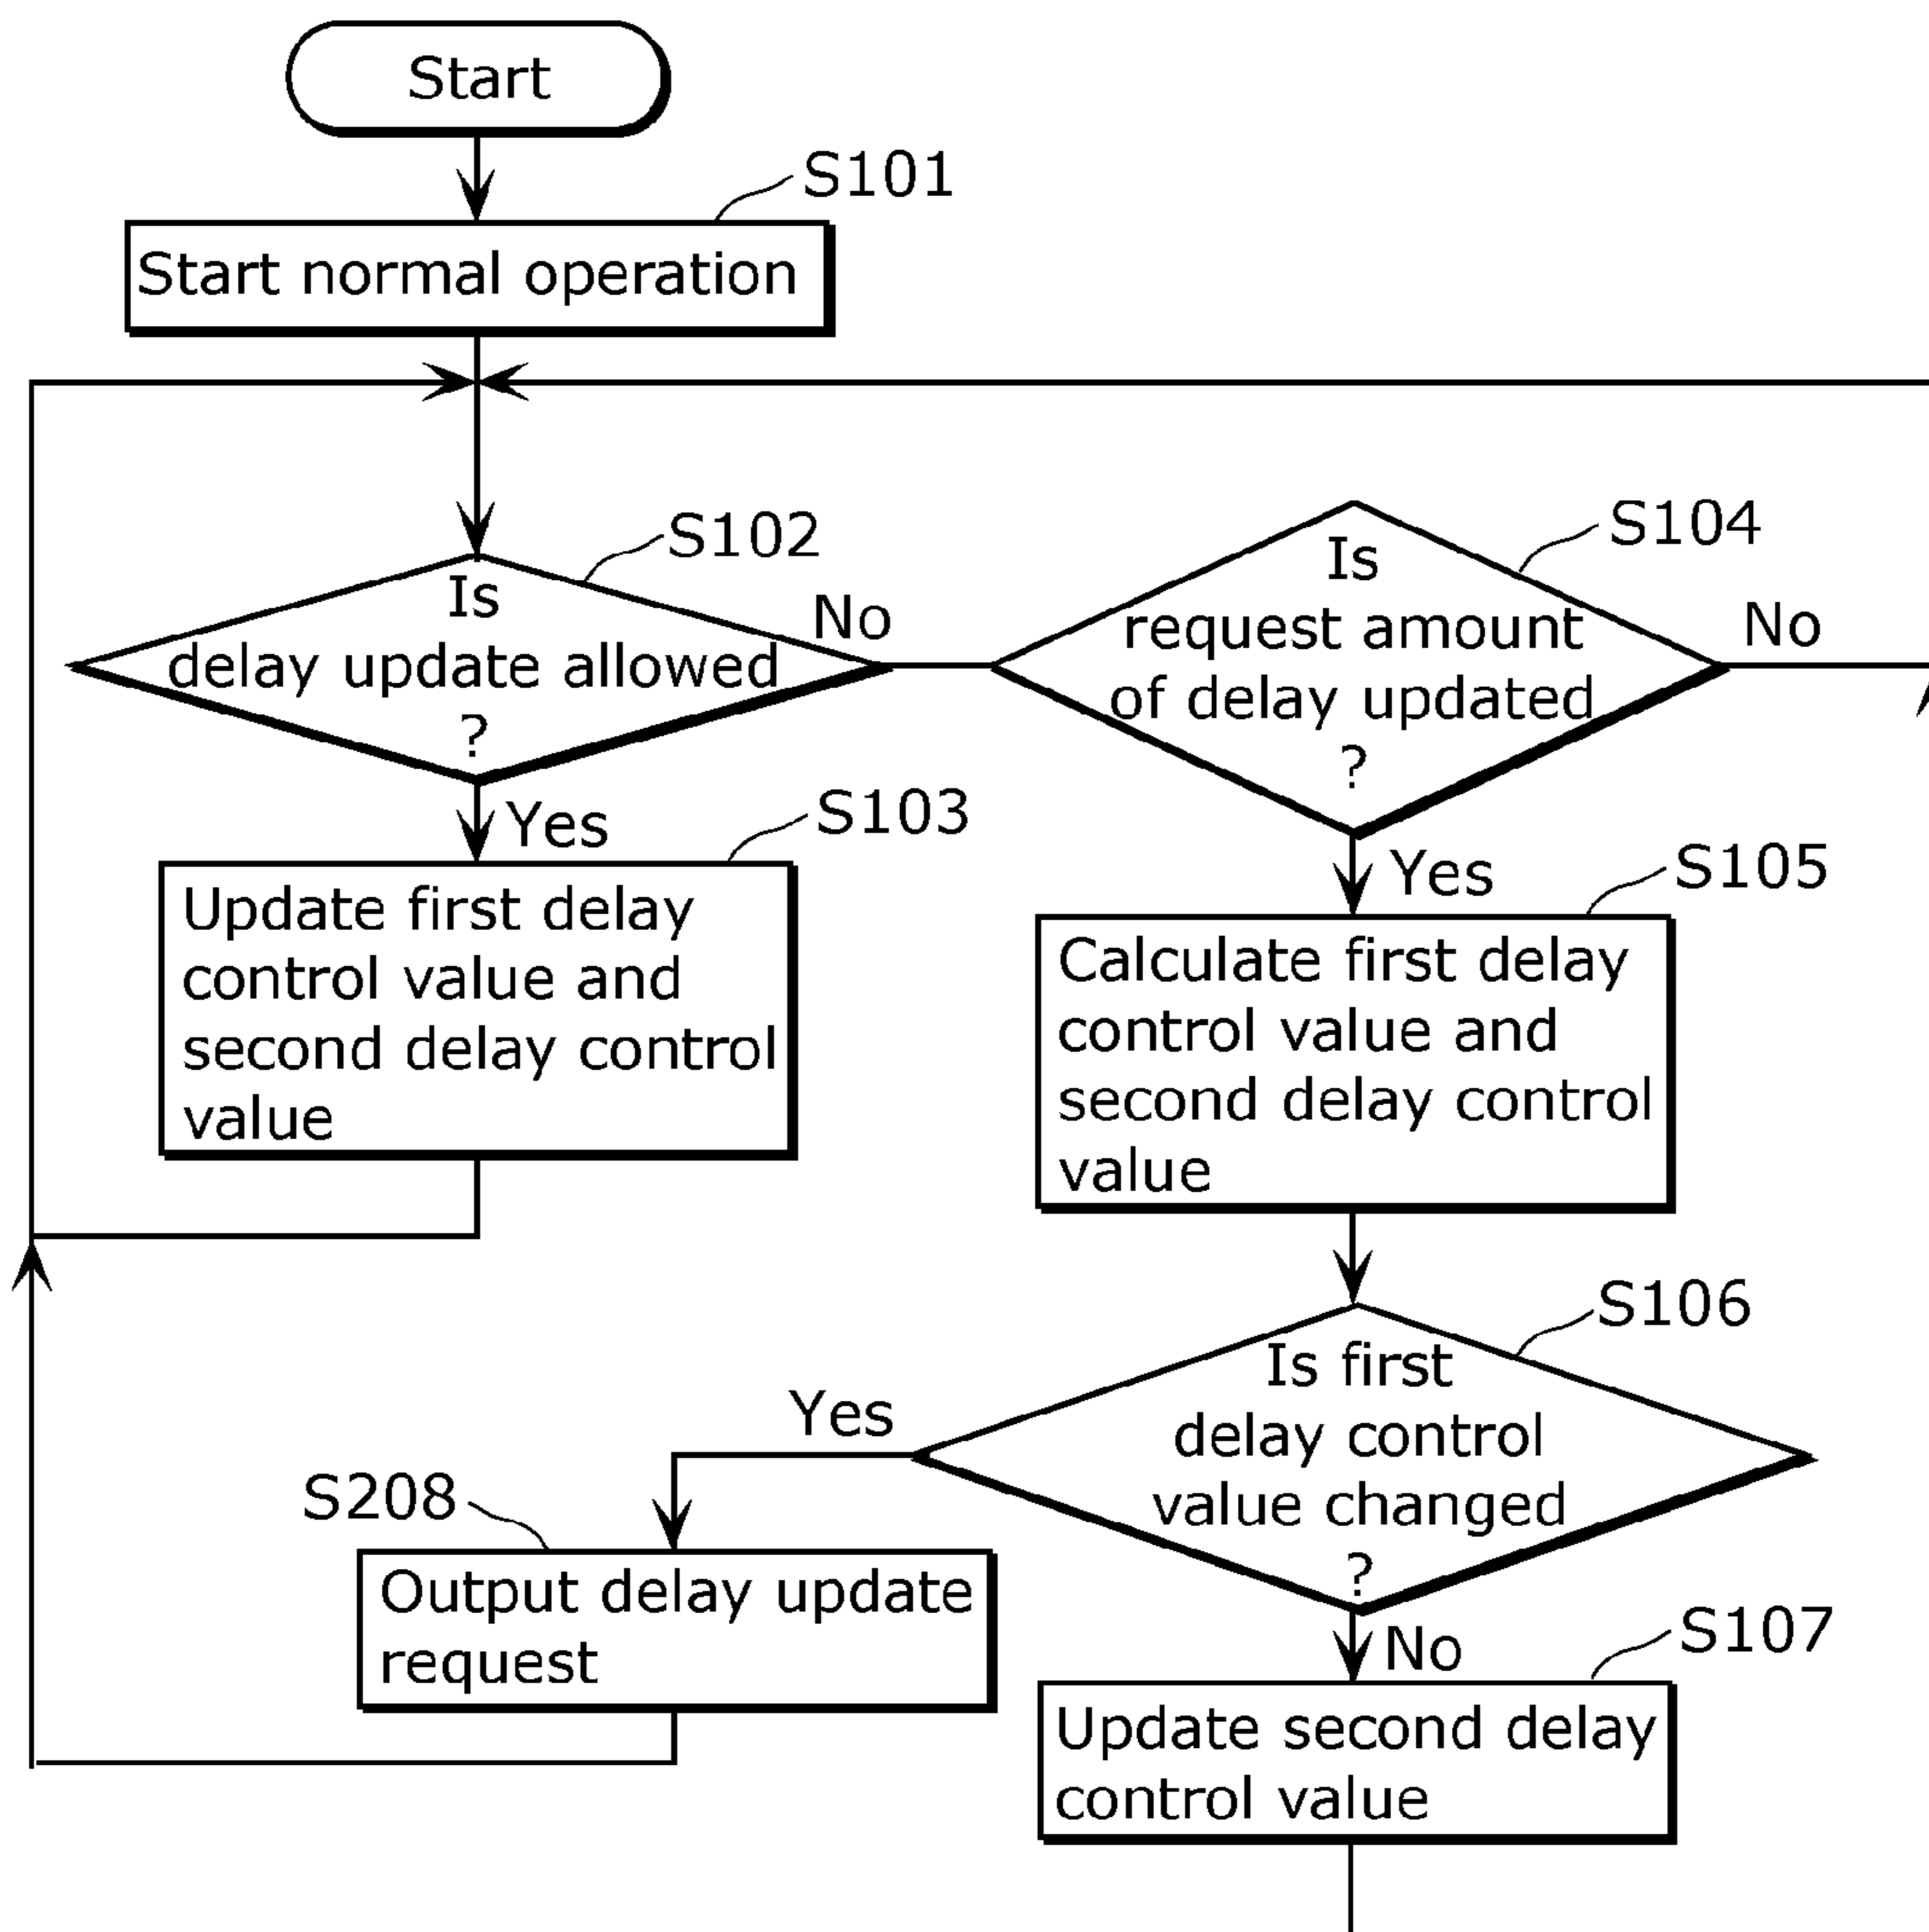 Start
S101
Start normal operation
S102
Is
delay update allowed
?
No
S104
Is
request amount
of delay updated
?
No
Yes
S103
Update first delay
control value and
second delay control
value
Yes
S105
Calculate first delay
control value and
second delay control
value
S106
Is first
delay control
value changed
?
Yes
S208
Output delay update
request
No
S107
Update second delay
control value